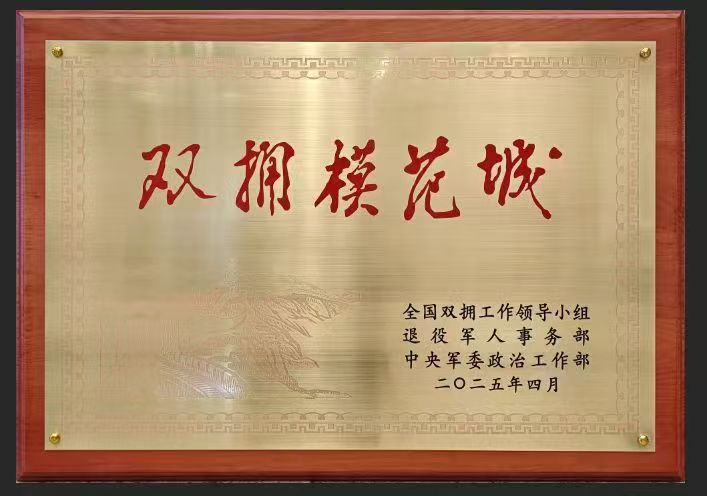 双拥模范城
全国双拥工作领导小组
退役军人事务部
中央军委政治工作部
二〇二五年四月